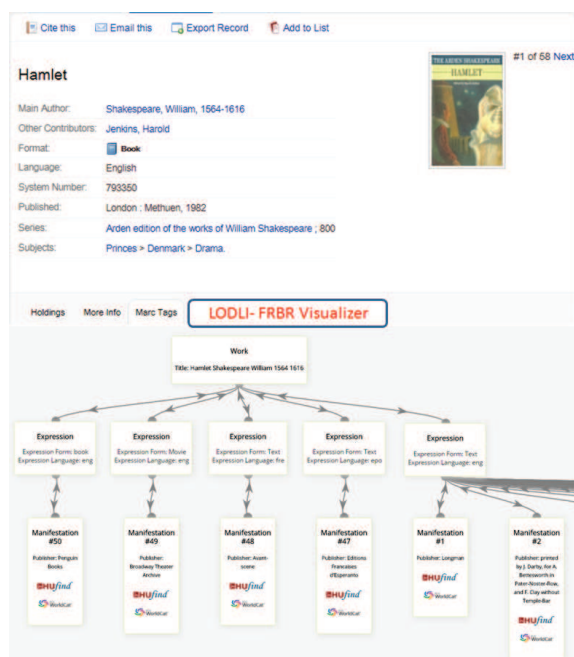 Cite this Email this Export Record Add to List
THE ARDEN SHAKESPEARE
HAMLET
#1 of 58 Next
Hamlet
Main Author: Shakespeare, William, 1564-1616
Other Contributors: Jenkins, Harold
Format: Book
Language: English
System Number: 793350
Published: London : Methuen, 1982
Series: Arden edition of the works of William Shakespeare ; 800
Subjects: Princes > Denmark > Drama.
Holdings More Info Marc Tags LODLI- FRBR Visualizer
Work
Title: Hamlet Shakespeare William 1564 1616
Expression
Expression Form: book
Expression Language: eng
Expression
Expression Form: Movie
Expression Language: eng
Expression
Expression Form: Text
Expression Language: fre
Expression
Expression Form: Text
Expression Language: epo
Expression
Expression Form: Text
Expression Language: eng
Manifestation
#50
Publisher: Penguin
Books
HUfind
WorldCat
Manifestation
#49
Publisher:
Broadway Theater
Archive
HUfind
WorldCat
Manifestation
#48
Publisher: Avant-
scene
HUfind
WorldCat
Manifestation
#47
Publisher: Editions
Francaises
d'Esperanto
HUfind
WorldCat
Manifestation
#1
Publisher: Longman
HUfind
WorldCat
Manifestation
#2
Publisher: printed
by J. Darby, for A.
Bettesworth in
Pater-Noster-Row,
and F. Clay without
Temple-Bar
HUfind
WorldCat